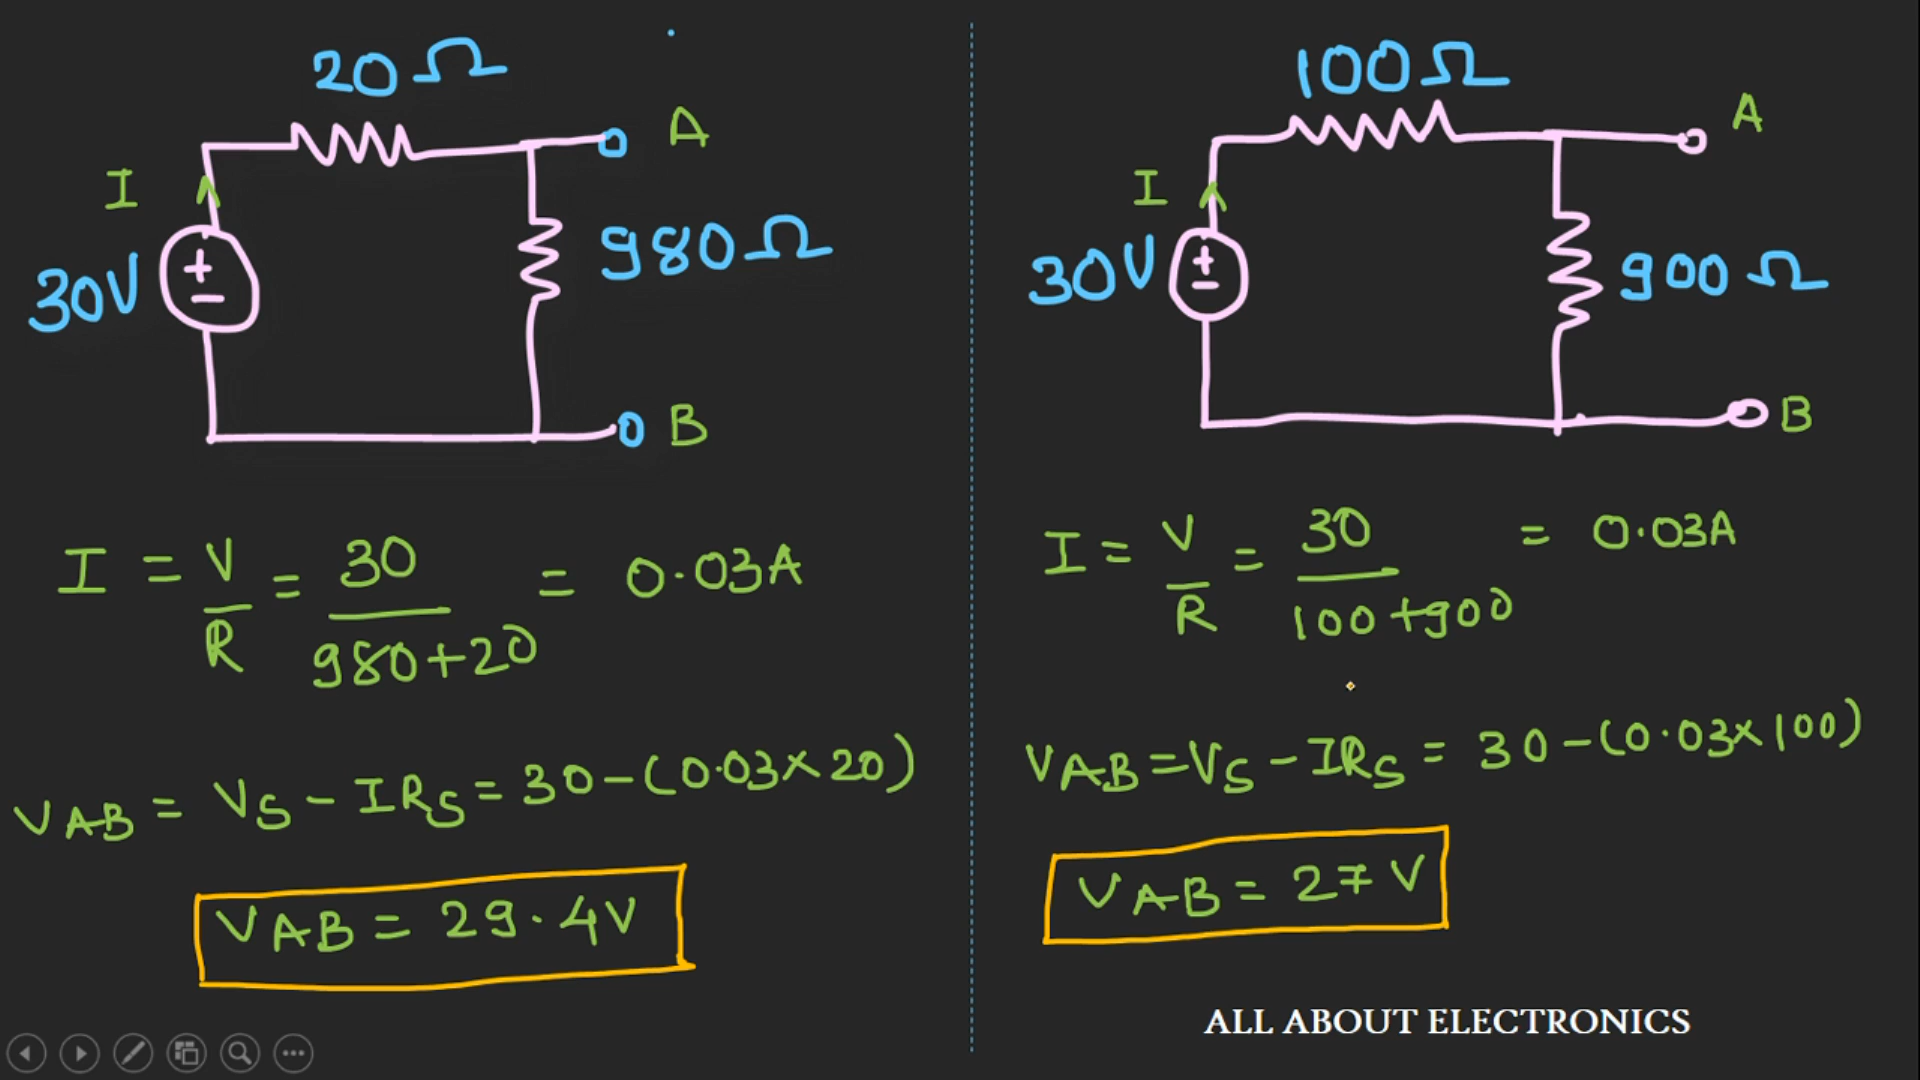 20Ω
A
I
30V
+
−
980Ω
B
I = V/R = 30/980+20 = 0.03A
VAB = VS − IRS = 30−(0.03×20)
VAB = 29.4V
100Ω
A
I
30V
+
−
900Ω
B
I = V/R = 30/100+900 = 0.03A
VAB = VS − IRS = 30−(0.03×100)
VAB = 27V
ALL ABOUT ELECTRONICS